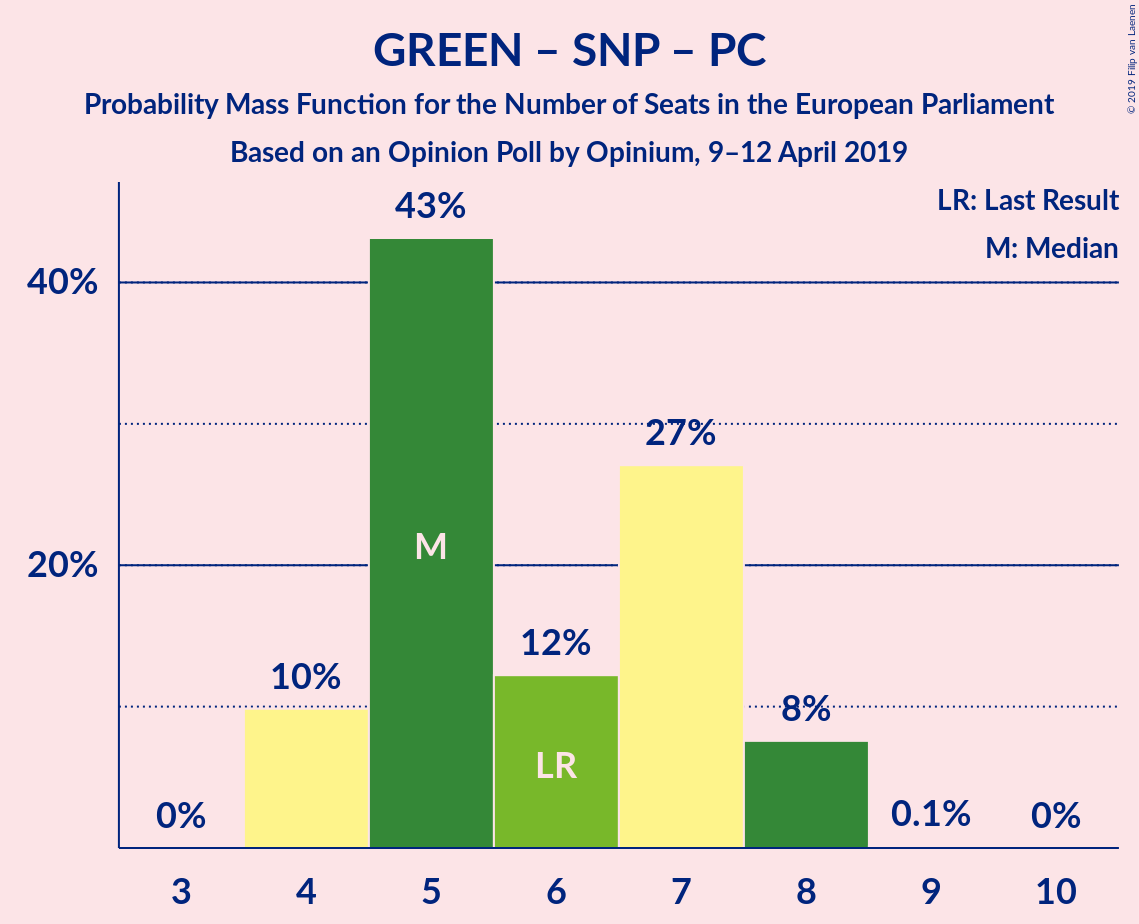 GREEN – SNP – PC
Probability Mass Function for the Number of Seats in the European Parliament
Based on an Opinion Poll by Opinium, 9–12 April 2019
© 2019 Filip van Laenen
LR: Last Result
M: Median
43%
40%
27%
M
20%
12%
10%
8%
LR
0%
0.1%
0%
3 4 5 6 7 8 9 10